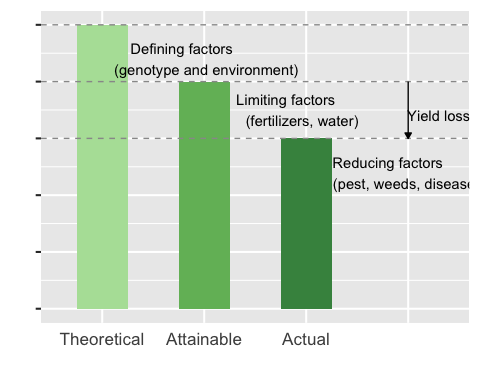 Defining factors
(genotype and environment)
Limiting factors
(fertilizers, water)
Yield loss
Reducing factors
(pest, weeds, disease
Theoretical
Attainable
Actual